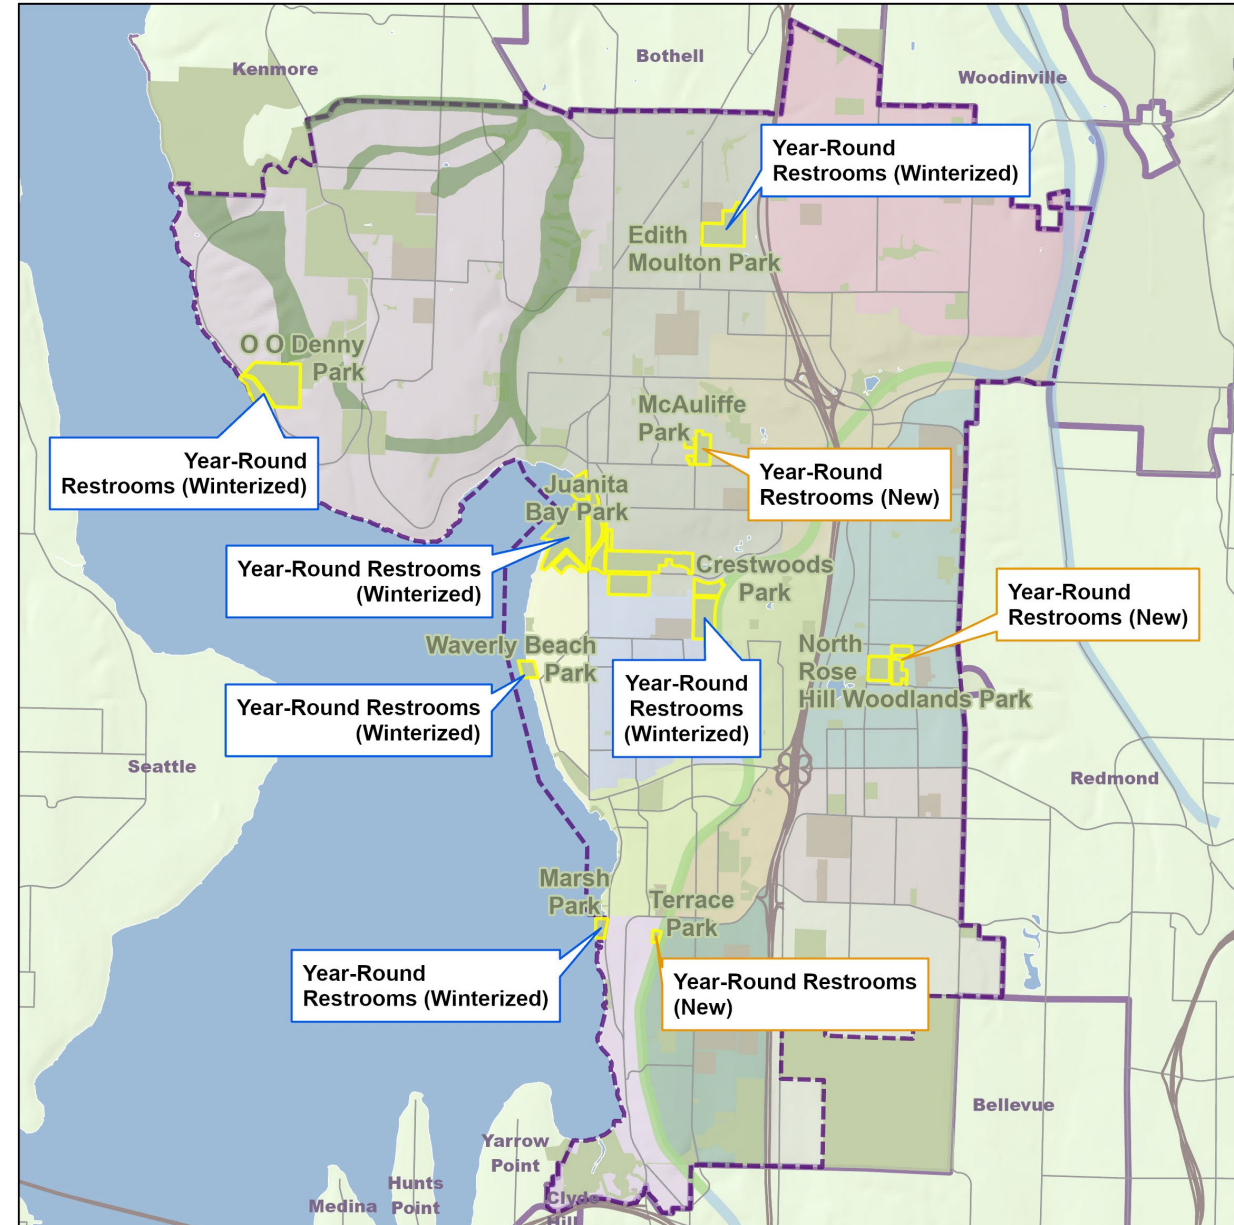 Kenmore
Bothell
Woodinville
Year-Round
Restrooms (Winterized)
Edith
Moulton Park
O O Denny
Park
Year-Round
Restrooms (Winterized)
McAuliffe
Park
Year-Round
Restrooms (New)
Juanita
Bay Park
Year-Round Restrooms
(Winterized)
Crestwoods
Park
Year-Round
Restrooms
(Winterized)
Year-Round
Restrooms (New)
North
Rose
Hill Woodlands Park
Waverly Beach
Park
Year-Round Restrooms
(Winterized)
Seattle
Redmond
Marsh
Park
Year-Round
Restrooms (Winterized)
Terrace
Park
Year-Round Restrooms
(New)
Bellevue
Yarrow
Point
Hunts
Point
Medina
Clyde
Hill